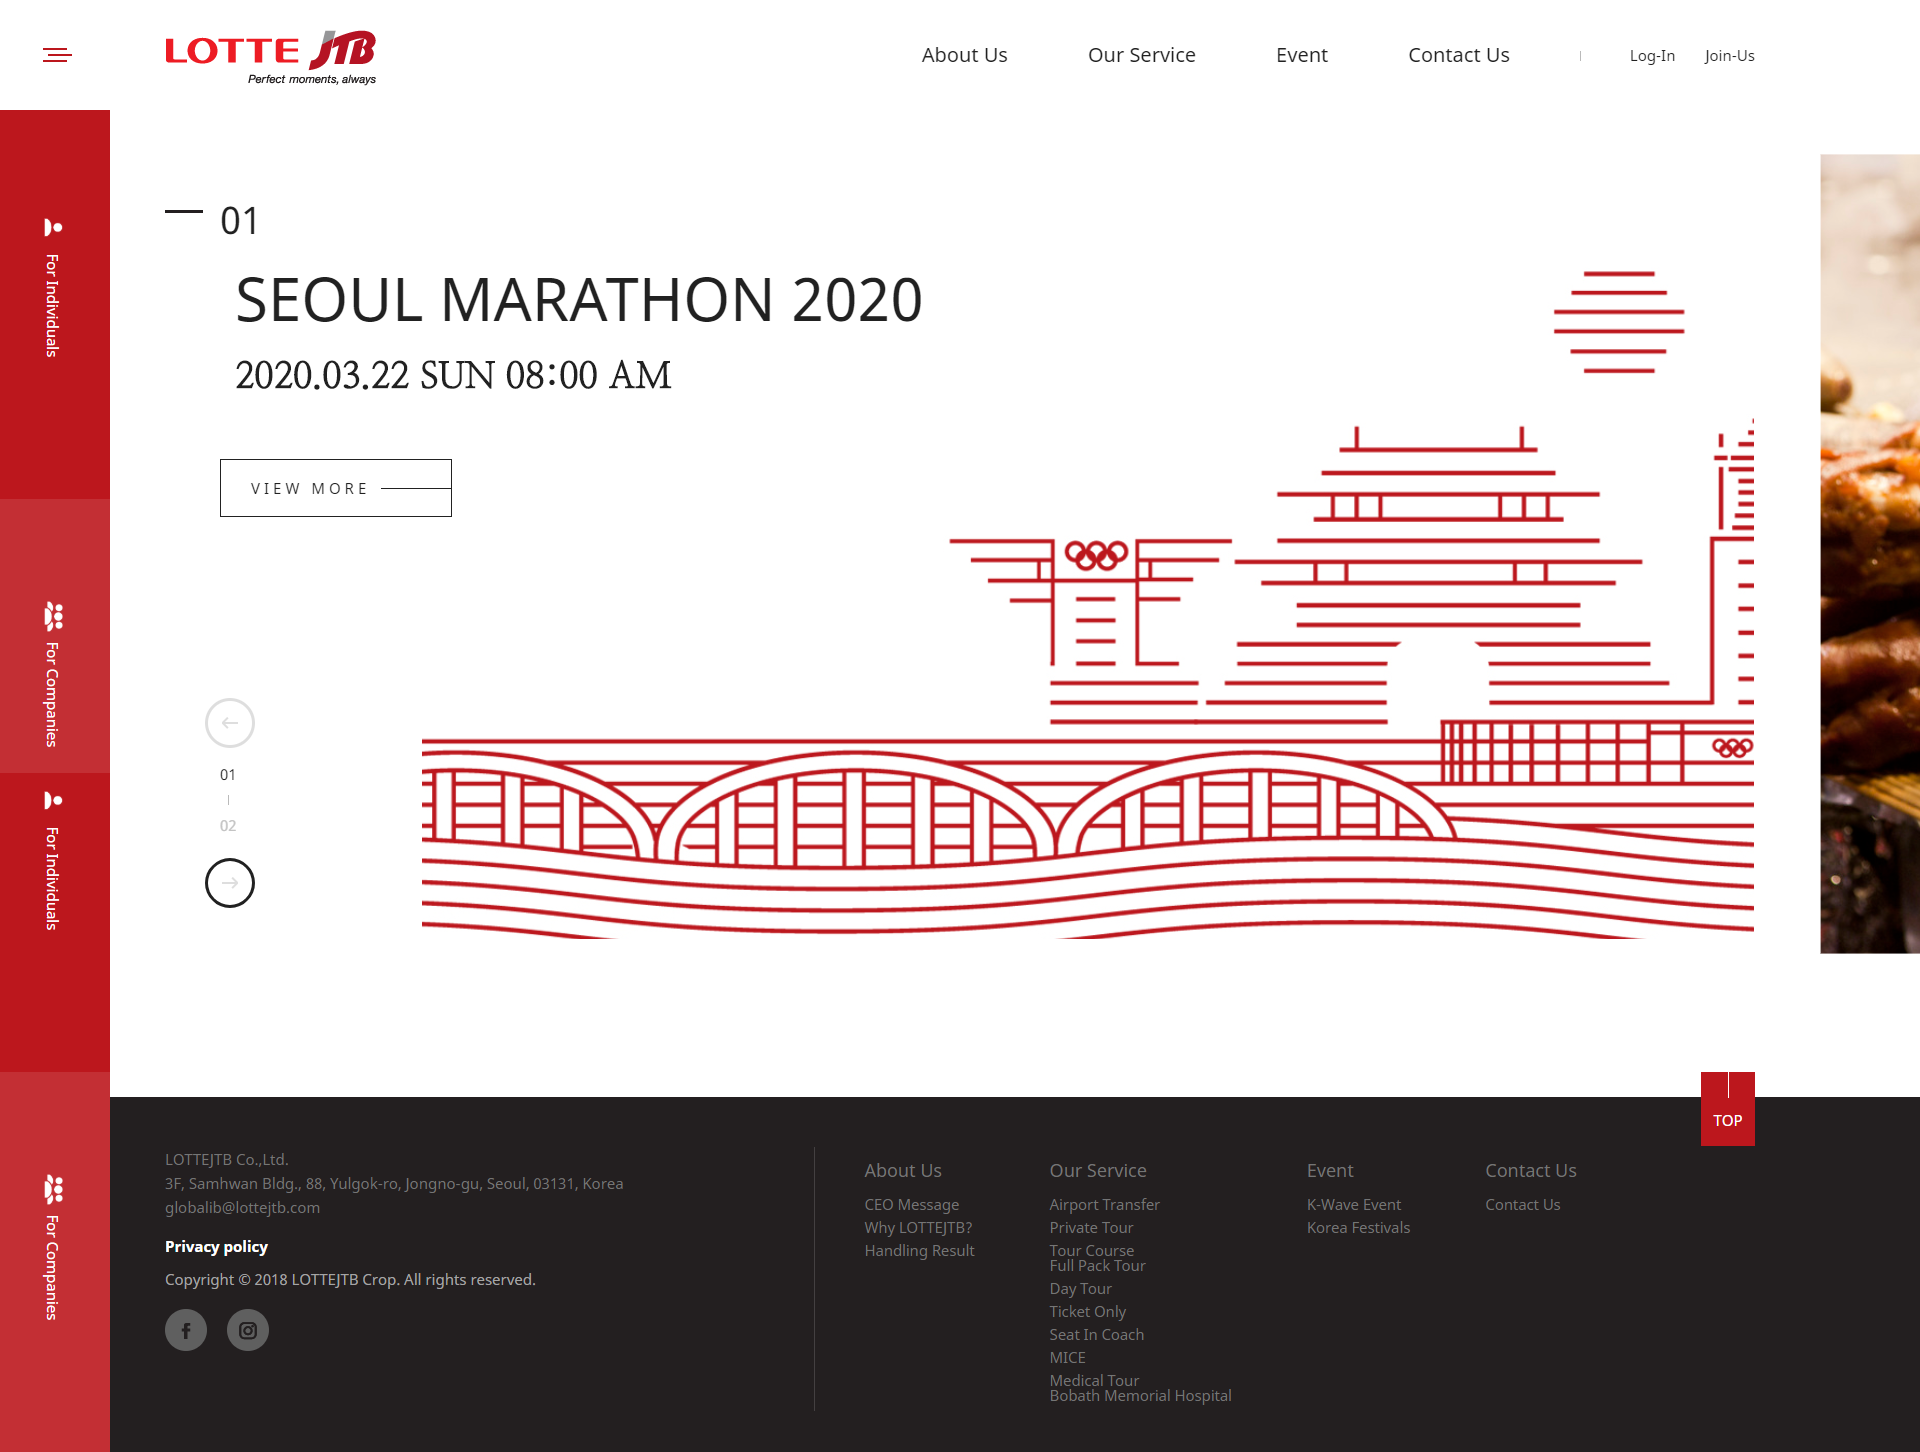 LOTTE JTB
Perfect moments, always
About Us
Our Service
Event
Contact Us
Log-In
Join-Us
For Individuals
For Companies
For Individuals
For Companies
01
SEOUL MARATHON 2020
2020.03.22 SUN 08:00 AM
VIEW MORE
01
02
TOP
LOTTEJTB Co.,Ltd.
3F, Samhwan Bldg., 88, Yulgok-ro, Jongno-gu, Seoul, 03131, Korea
globalib@lottejtb.com
Privacy policy
Copyright © 2018 LOTTEJTB Crop. All rights reserved.
About Us
CEO Message
Why LOTTEJTB?
Handling Result
Our Service
Airport Transfer
Private Tour
Tour Course
Full Pack Tour
Day Tour
Ticket Only
Seat In Coach
MICE
Medical Tour
Bobath Memorial Hospital
Event
K-Wave Event
Korea Festivals
Contact Us
Contact Us